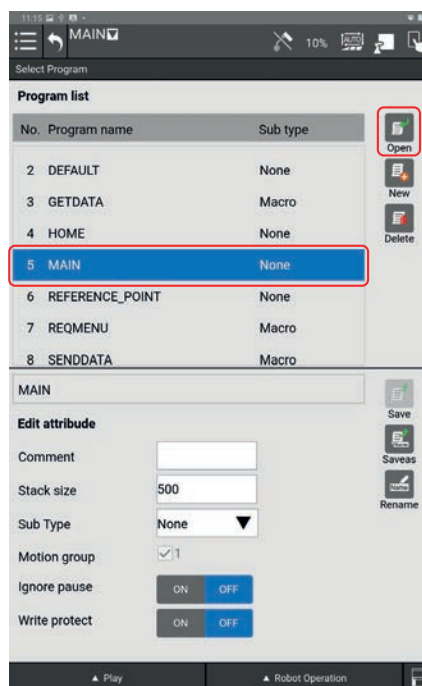 11:15
MAIN
10%
AUTO
Select Program
Program list
No. Program name Sub type
Open
2 DEFAULT None
New
3 GETDATA Macro
4 HOME None
Delete
5 MAIN None
6 REFERENCE_POINT None
7 REQMENU Macro
8 SENDDATA Macro
MAIN
Save
Edit attribude
Comment
Saveas
Stack size 500
Rename
Sub Type None
Motion group 1
Ignore pause ON OFF
Write protect ON OFF
▲ Play ▲ Robot Operation